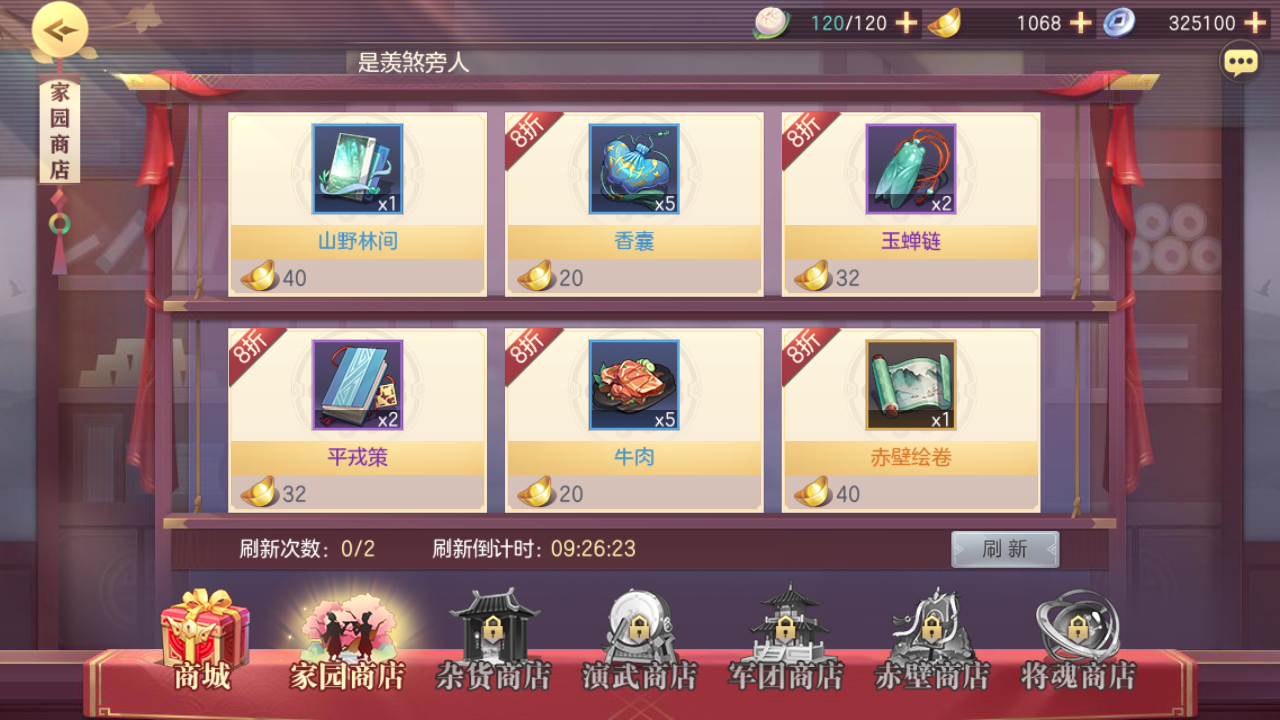 120/120
1068
325100
是羡煞旁人
家园商店
x1
山野林间
40
8折
x5
香囊
20
8折
x2
玉蝉链
32
8折
x2
平戎策
32
8折
x5
牛肉
20
8折
x1
赤壁绘卷
40
刷新次数：0/2
刷新倒计时：09:26:23
刷新
商城
家园商店
杂货商店
演武商店
军团商店
赤壁商店
将魂商店